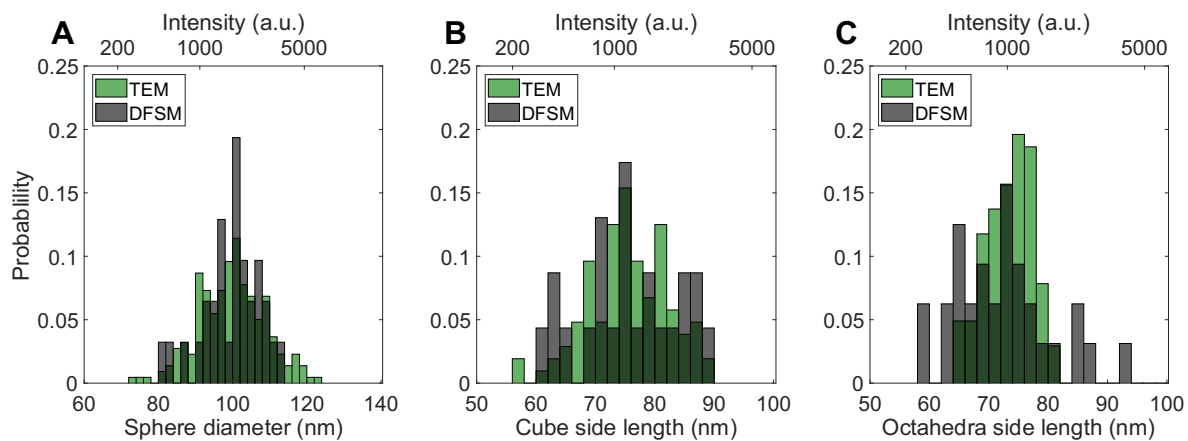 A
Intensity (a.u.)
200 1000 5000
0.25
0.2
0.15
0.1
0.05
0
Probablility
TEM
DFSM
60 80 100 120 140
Sphere diameter (nm)
B
Intensity (a.u.)
200 1000 5000
0.25
0.2
0.15
0.1
0.05
0
TEM
DFSM
50 60 70 80 90 100
Cube side length (nm)
C
Intensity (a.u.)
200 1000 5000
0.25
0.2
0.15
0.1
0.05
0
TEM
DFSM
50 60 70 80 90 100
Octahedra side length (nm)